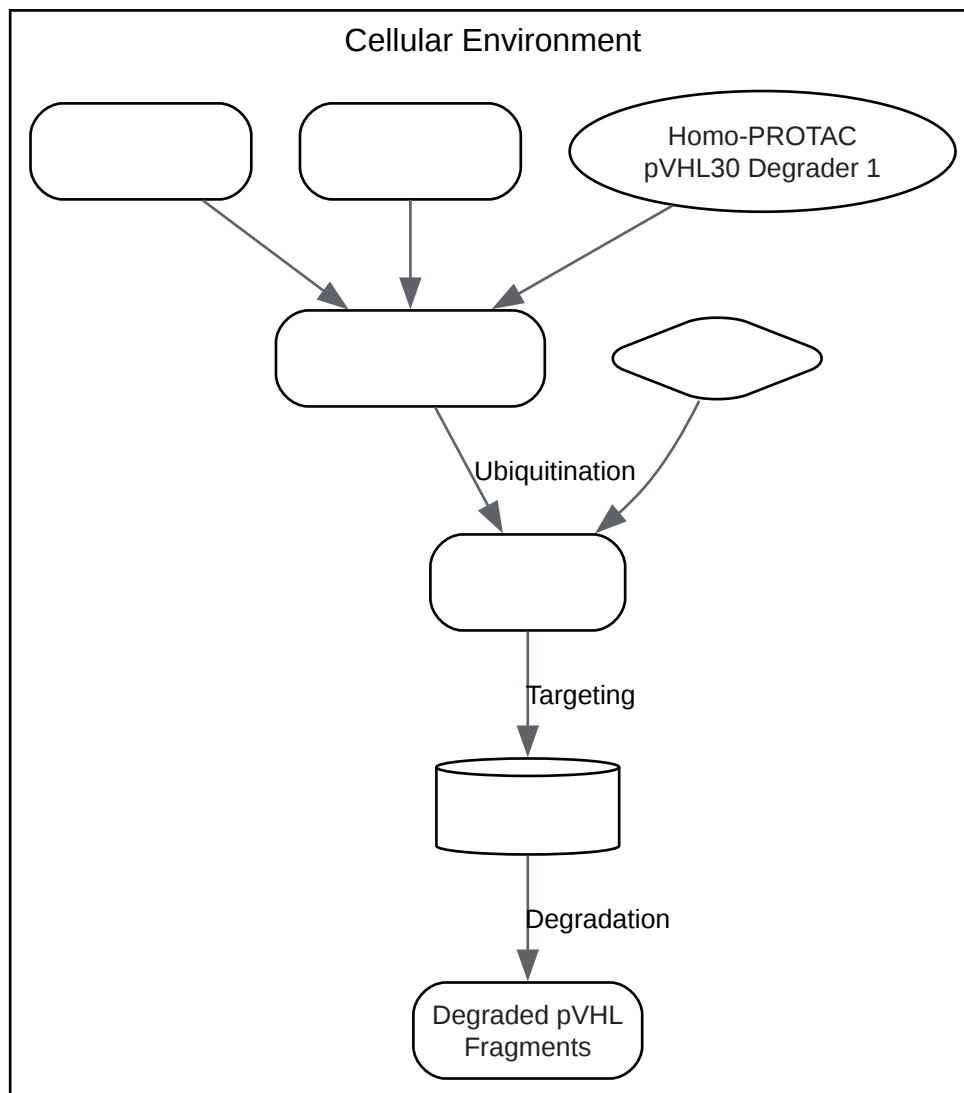 Cellular Environment
Homo-PROTAC
pVHL30 Degrader 1
Ubiquitination
Targeting
Degradation
Degraded pVHL
Fragments